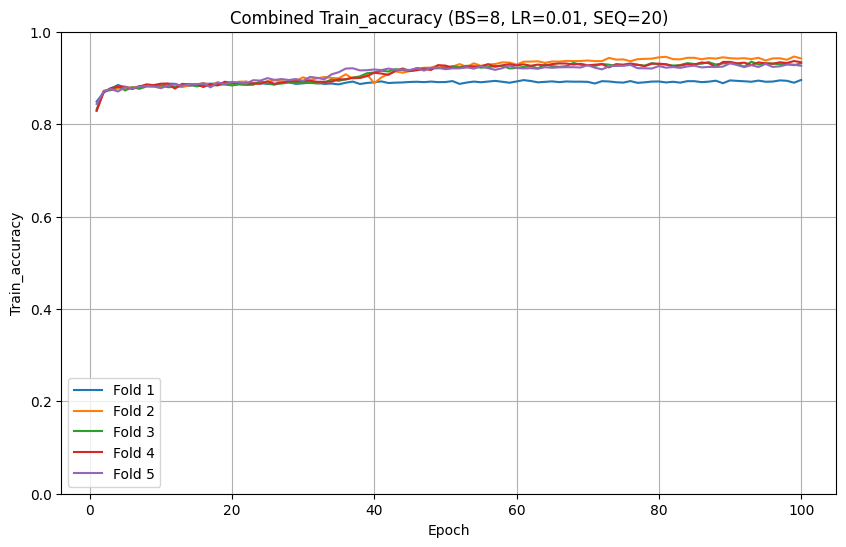 Combined Train_accuracy (BS=8, LR=0.01, SEQ=20)
Train_accuracy
1.0
0.8
0.6
0.4
0.2
0.0
Fold 1
Fold 2
Fold 3
Fold 4
Fold 5
0 20 40 60 80 100
Epoch